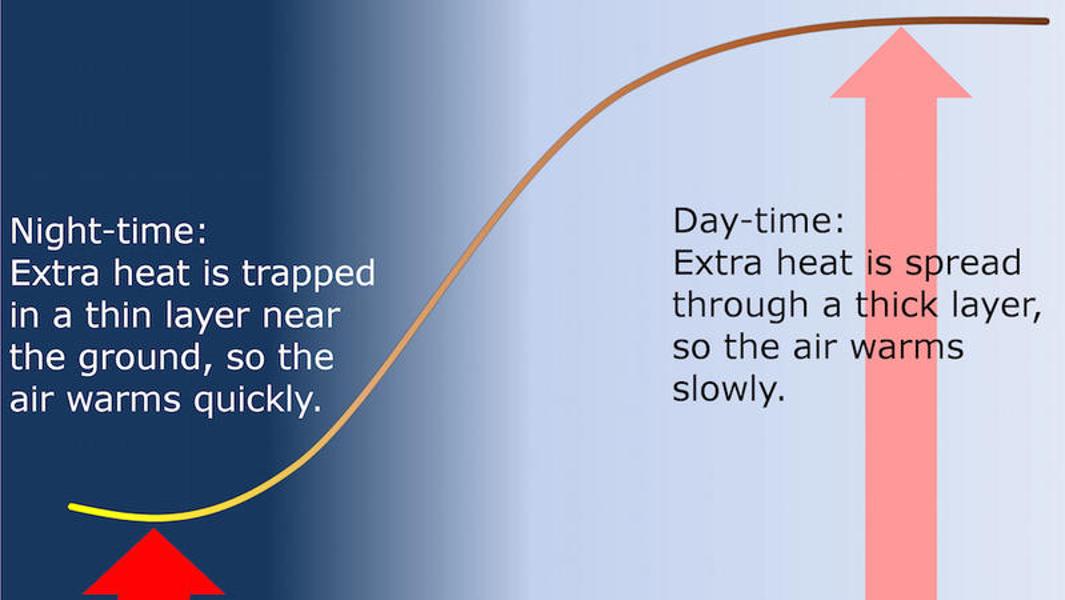 Night-time:
Extra heat is trapped
in a thin layer near
the ground, so the
air warms quickly.
Day-time:
Extra heat is spread
through a thick layer,
so the air warms
slowly.